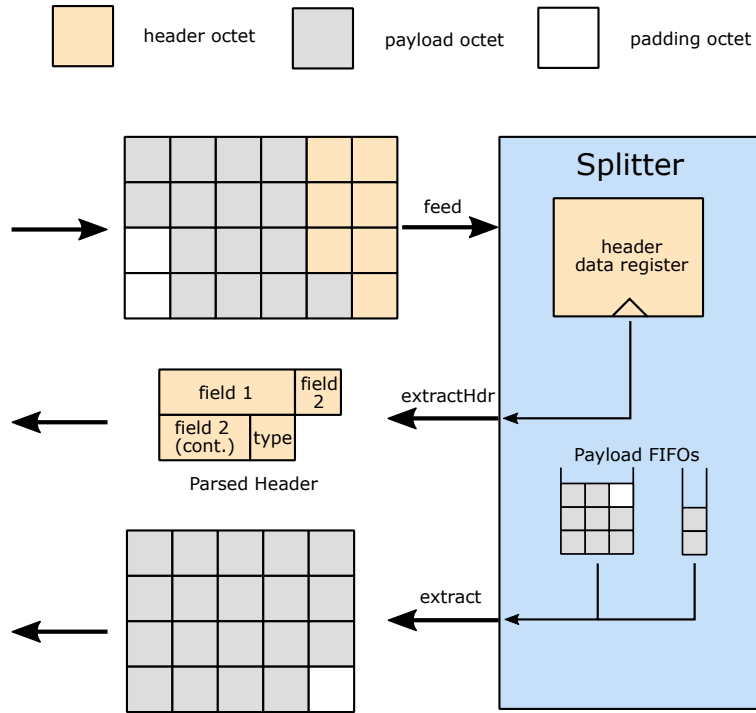 header octet
payload octet
padding octet
Splitter
feed
header
data register
extractHdr
field 1
field
2
field 2
(cont.)
type
Parsed Header
Payload FIFOs
extract